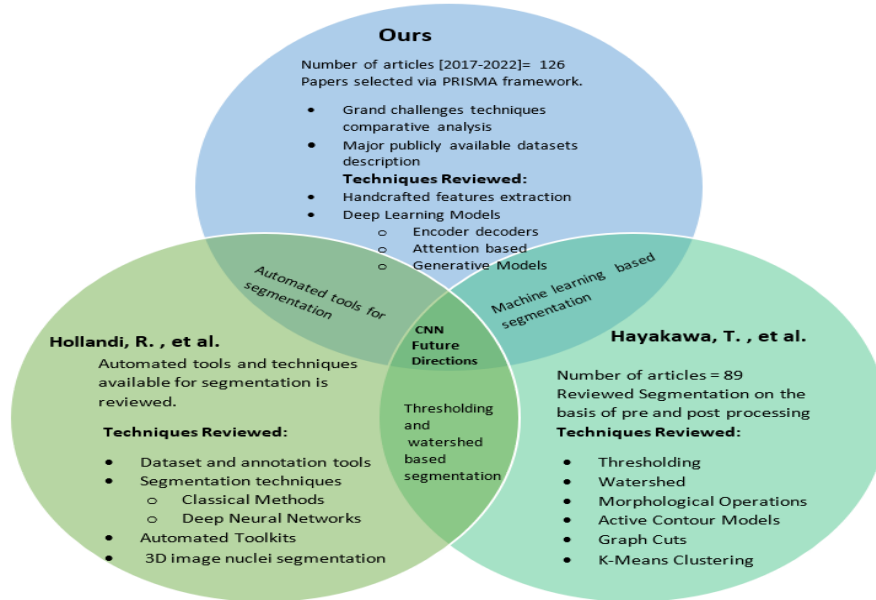 Ours
Number of articles [2017-2022]= 126
Papers selected via PRISMA framework.
• Grand challenges techniques
comparative analysis
• Major publicly available datasets
description
Techniques Reviewed:
• Handcrafted features extraction
• Deep Learning Models
o Encoder decoders
o Attention based
o Generative Models
Automated tools for
segmentation
Machine learning based
segmentation
CNN
Future
Directions
Hollandi, R. , et al.
Automated tools and techniques
available for segmentation is
reviewed.
Techniques Reviewed:
• Dataset and annotation tools
• Segmentation techniques
o Classical Methods
o Deep Neural Networks
• Automated Toolkits
• 3D image nuclei segmentation
Thresholding
and
watershed
based
segmentation
Hayakawa, T. , et al.
Number of articles = 89
Reviewed Segmentation on the
basis of pre and post processing
Techniques Reviewed:
• Thresholding
• Watershed
• Morphological Operations
• Active Contour Models
• Graph Cuts
• K-Means Clustering